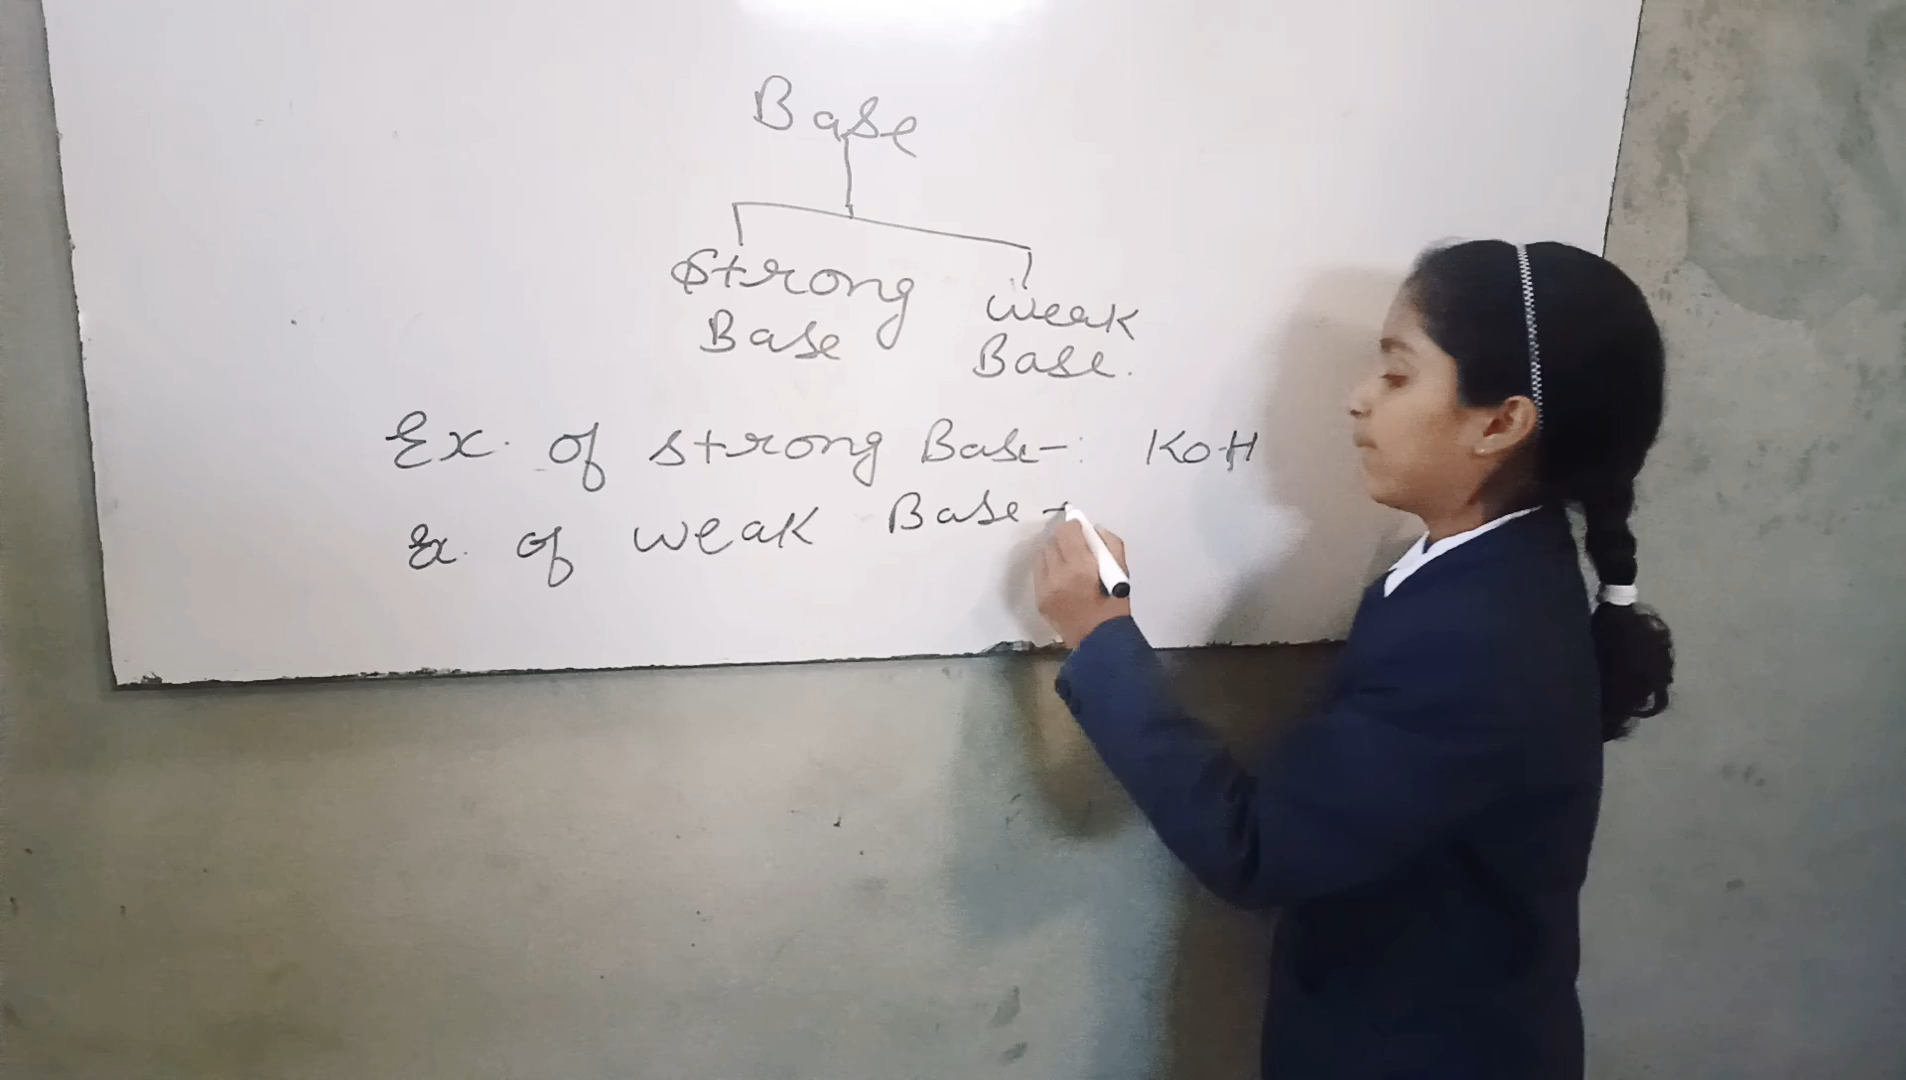 Base
Strong Base
weak Base.
Ex. of strong Base-: KOH
Ex. of weak Base -